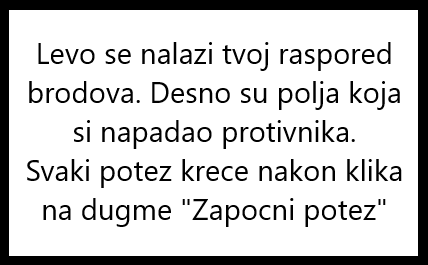 Levo se nalazi tvoj raspored
brodova. Desno su polja koja
si napadao protivnika.
Svaki potez krece nakon klika
na dugme "Zapocni potez"